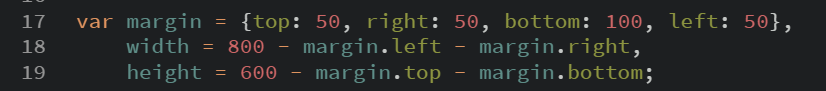 17 var margin = {top: 50, right: 50, bottom: 100, left: 50},
18 width = 800 - margin.left - margin.right,
19 height = 600 - margin.top - margin.bottom;